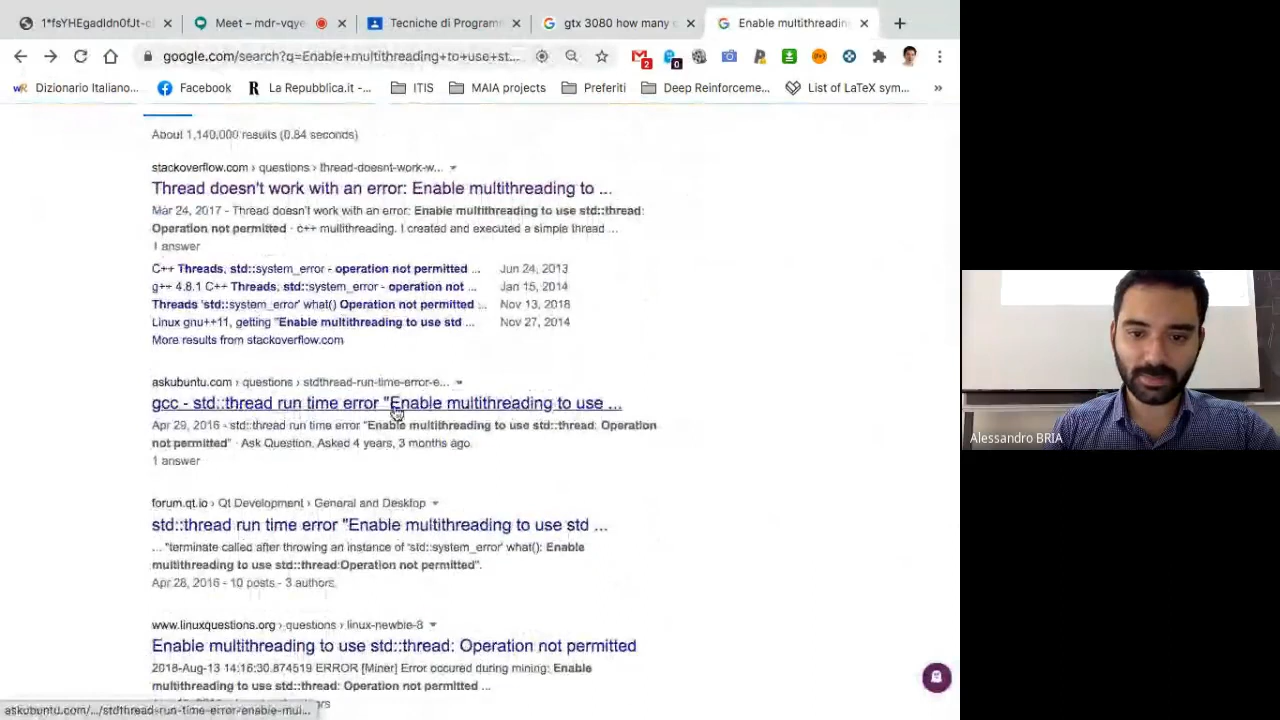 1*fsYHEgadIdn0fJt-c
Meet – mdr-vqye
Tecniche di Program
gtx 3080 how many c
Enable multithreadin
google.com/search?q=Enable+multithreading+to+use+st...
2
0
Dizionario Italiano...
Facebook
La Repubblica.it -...
ITIS
MAIA projects
Preferiti
Deep Reinforceme...
List of LaTeX sym...
»
About 1,140,000 results (0.84 seconds)
stackoverflow.com › questions › thread-doesnt-work-w...
Thread doesn't work with an error: Enable multithreading to ...
Mar 24, 2017 - Thread doesn't work with an error: Enable multithreading to use std::thread:
Operation not permitted · c++ multithreading. I created and executed a simple thread ...
1 answer
C++ Threads, std::system_error - operation not permitted ... Jun 24, 2013
g++ 4.8.1 C++ Threads, std::system_error - operation not ... Jan 15, 2014
Threads 'std::system_error' what() Operation not permitted ... Nov 13, 2018
Linux gnu++11, getting "Enable multithreading to use std ... Nov 27, 2014
More results from stackoverflow.com
askubuntu.com › questions › stdthread-run-time-error-e...
gcc - std::thread run time error "Enable multithreading to use ...
Apr 29, 2016 - std::thread run time error "Enable multithreading to use std::thread: Operation
not permitted" · Ask Question. Asked 4 years, 3 months ago.
1 answer
forum.qt.io › Qt Development › General and Desktop
std::thread run time error "Enable multithreading to use std ...
... "terminate called after throwing an instance of 'std::system_error' what(): Enable
multithreading to use std::thread:Operation not permitted".
Apr 28, 2016 - 10 posts - 3 authors
www.linuxquestions.org › questions › linux-newbie-8
Enable multithreading to use std::thread: Operation not permitted
2018-Aug-13 14:16:30.874519 ERROR [Miner] Error occured during mining: Enable
multithreading to use std::thread: Operation not permitted ...
askubuntu.com/.../stdthread-run-time-error-enable-mul...
Alessandro BRIA